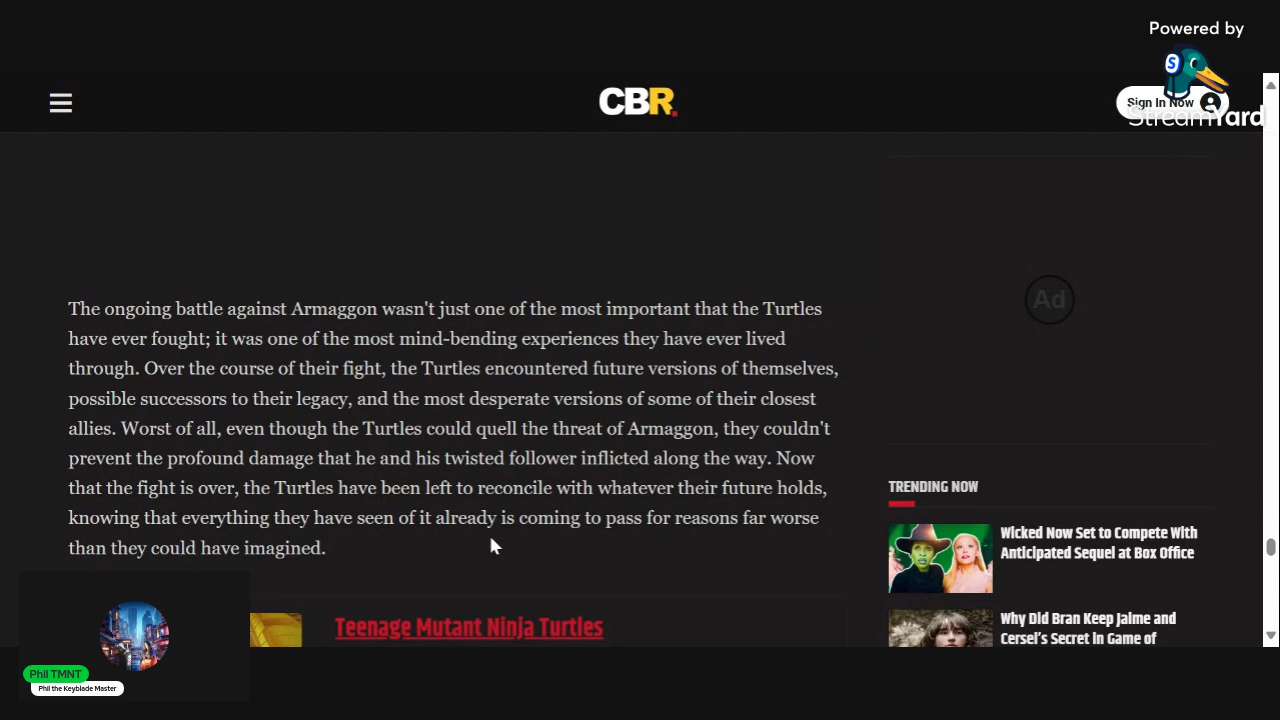 Powered by
StreamYard
CBR.
Sign In Now
The ongoing battle against Armaggon wasn't just one of the most important that the Turtles
have ever fought; it was one of the most mind-bending experiences they have ever lived
through. Over the course of their fight, the Turtles encountered future versions of themselves,
possible successors to their legacy, and the most desperate versions of some of their closest
allies. Worst of all, even though the Turtles could quell the threat of Armaggon, they couldn't
prevent the profound damage that he and his twisted follower inflicted along the way. Now
that the fight is over, the Turtles have been left to reconcile with whatever their future holds,
knowing that everything they have seen of it already is coming to pass for reasons far worse
than they could have imagined.
Teenage Mutant Ninja Turtles
Ad
TRENDING NOW
Wicked Now Set to Compete With
Anticipated Sequel at Box Office
Why Did Bran Keep Jaime and
Cersei's Secret in Game of
Phil TMNT
Phil the Keyblade Master